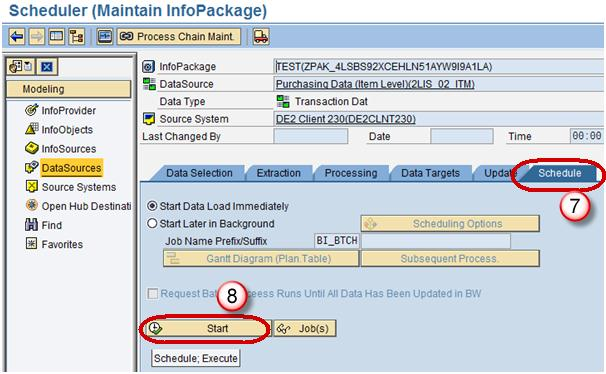 Scheduler (Maintain InfoPackage)
Process Chain Maint.
Modeling
InfoProvider
InfoObjects
InfoSources
DataSources
Source Systems
Open Hub Destinati
Find
Favorites
InfoPackage TEST(ZPAK_4LSBS92XCEHLN51AYW9I9A1LA)
DataSource Purchasing Data (Item Level)(2LIS_02_ITM)
Data Type Transaction Dat
Source System DE2 Client 230(DE2CLNT230)
Last Changed By Date Time 00:00
Data Selection Extraction Processing Data Targets Update Schedule
7
Start Data Load Immediately
Start Later in Background Scheduling Options
Job Name Prefix/Suffix BI_BTCH
Gantt Diagram (Plan.Table) Subsequent Process.
Request Bat ess Runs Until All Data Has Been Updated in BW
8
Start Job(s)
Schedule; Execute